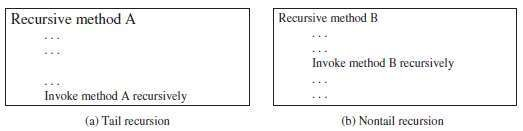 Recursive method A
...
...
...
Invoke method A recursively
(a) Tail recursion
Recursive method B
...
...
Invoke method B recursively
...
...
(b) Nontail recursion